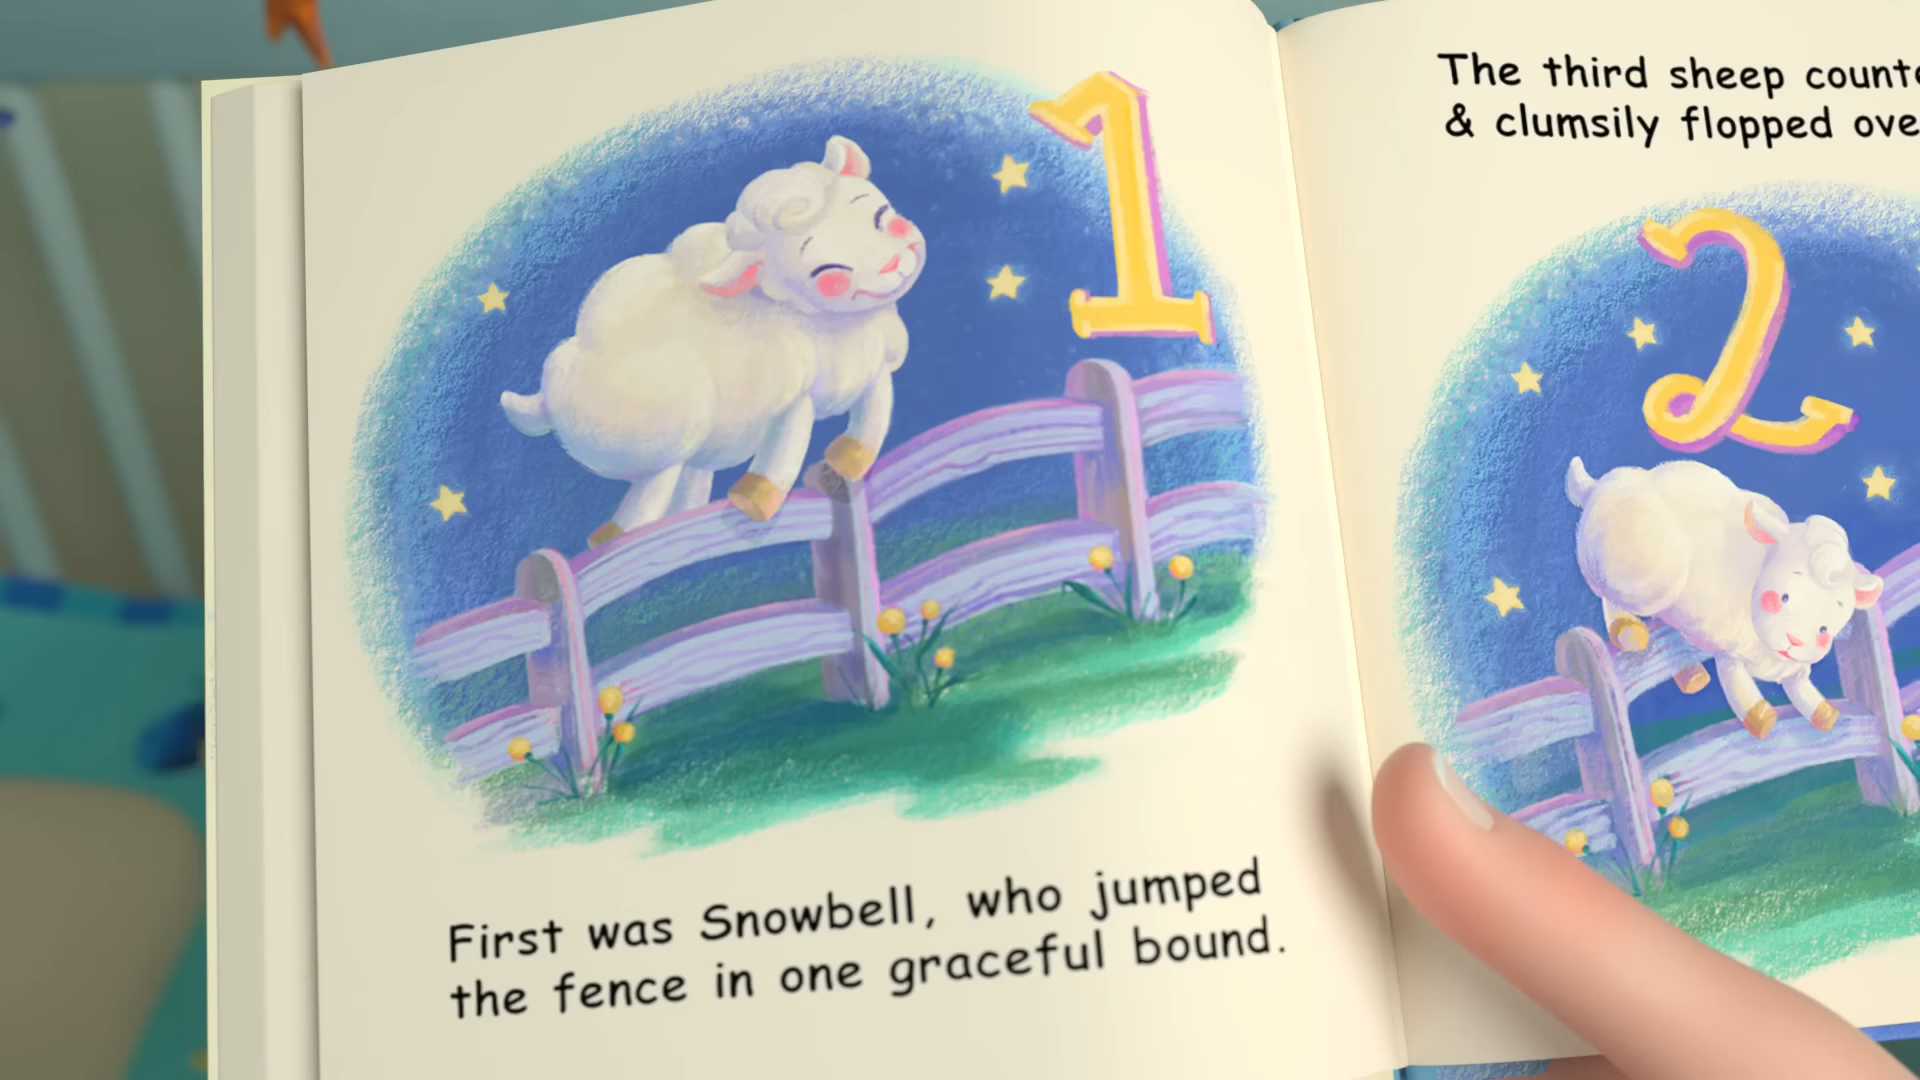 1
First was Snowbell, who jumped
the fence in one graceful bound.
The third sheep
& clumsily flopped
2